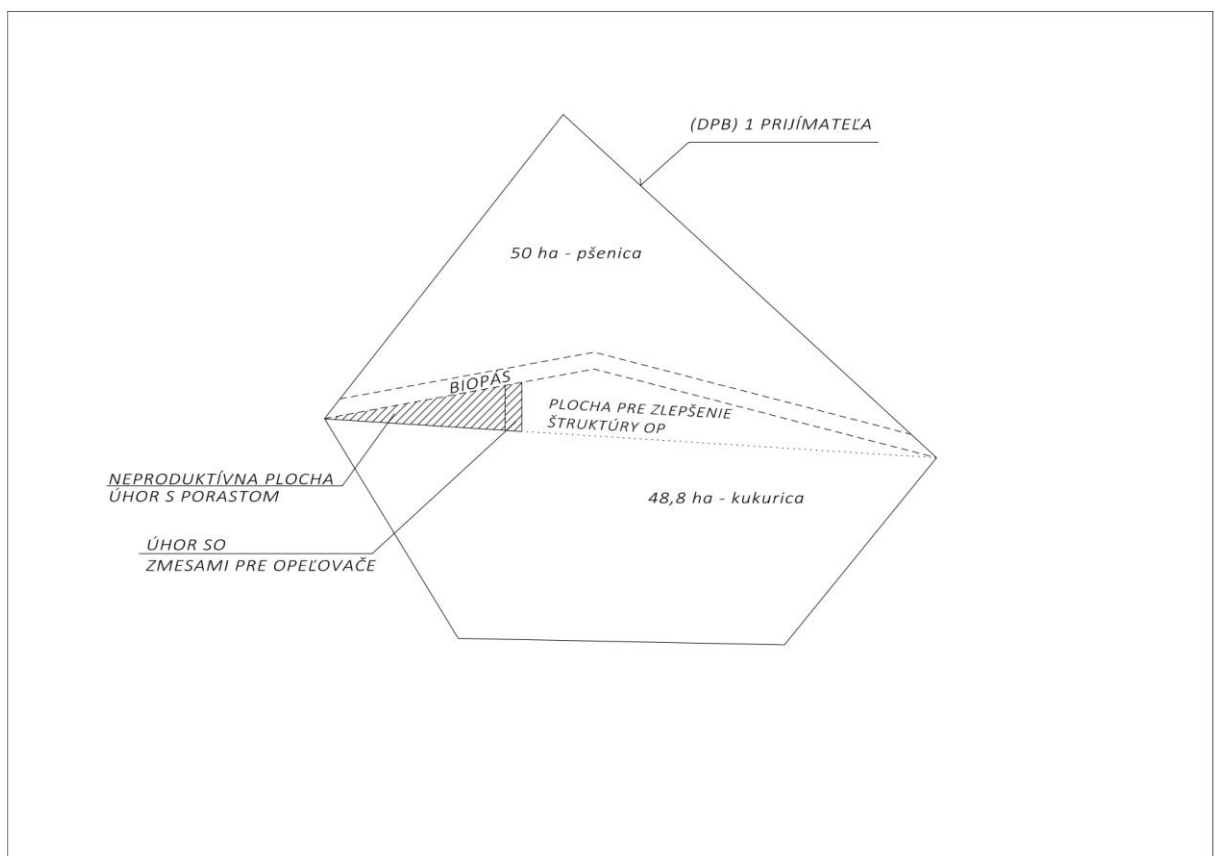 (DPB) 1 PRIJÍMATEĽA
50 ha - pšenica
BIOPÁS
PLOCHA PRE ZLEPŠENIE
ŠTRUKTÚRY OP
NEPRODUKTÍVNA PLOCHA
ÚHOR S PORASTOM
48,8 ha - kukurica
ÚHOR SO
ZMESAMI PRE OPEĽOVAČE